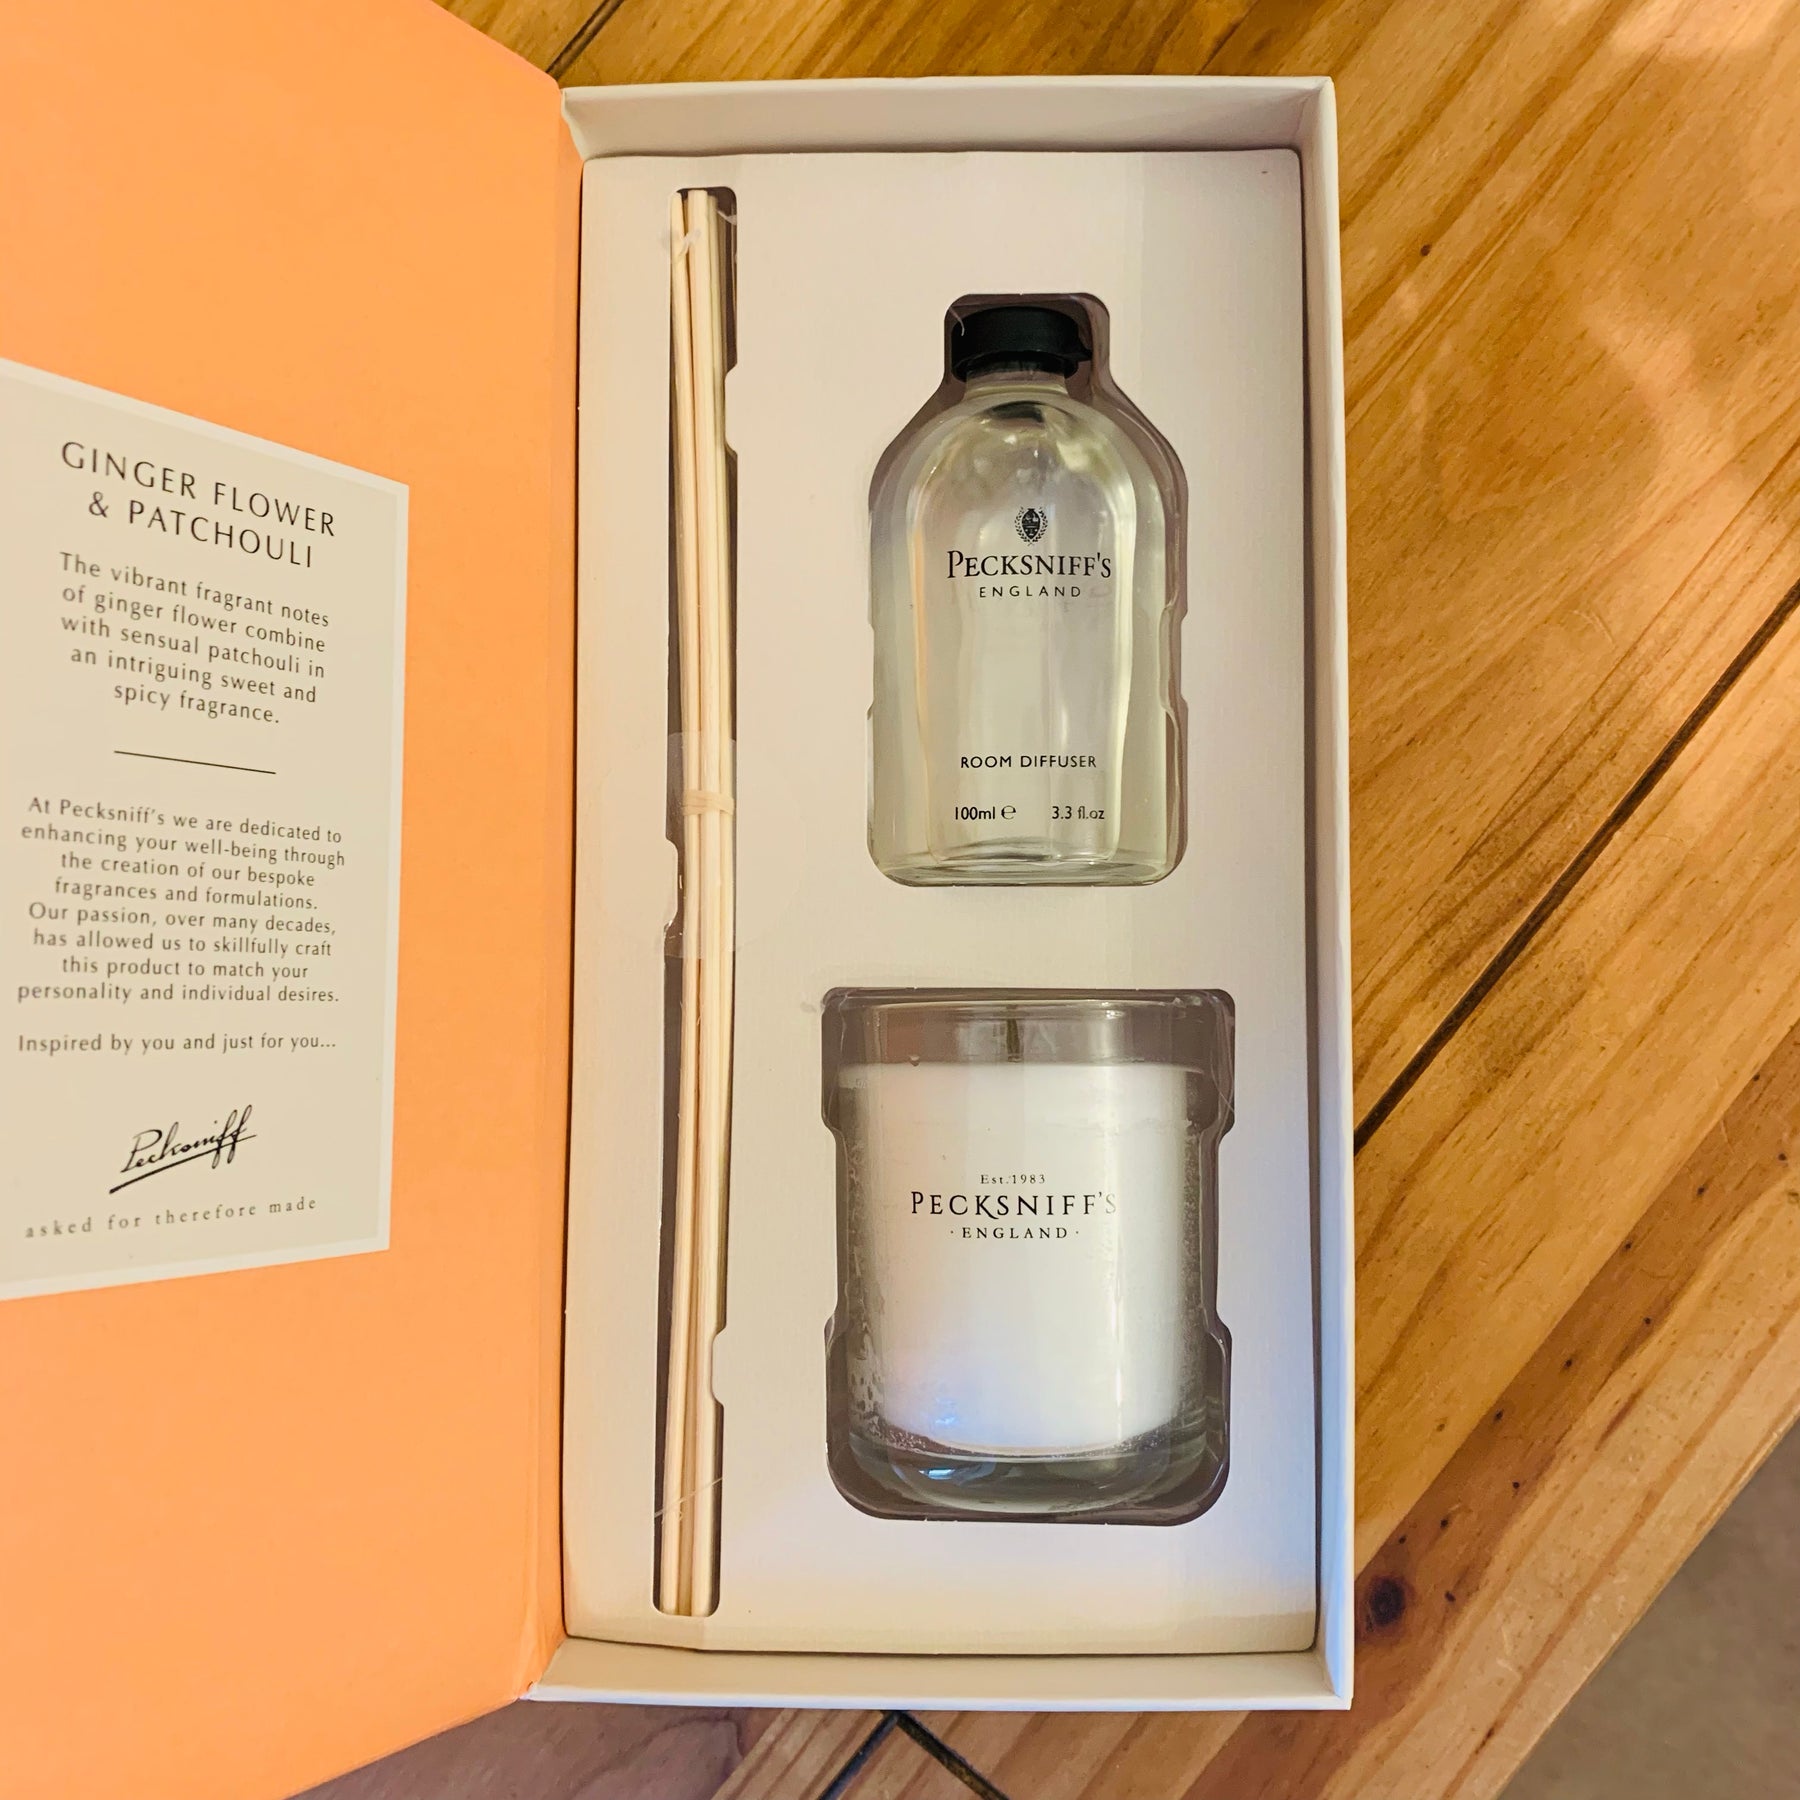 GINGER FLOWER
& PATCHOULI
The vibrant fragrant notes
of ginger flower combine
with sensual patchouli in
an intriguing sweet and
spicy fragrance.
At Pecksniff's we are dedicated to
enhancing your well-being through
the creation of our bespoke
fragrances and formulations.
Our passion, over many decades,
has allowed us to skillfully craft
this product to match your
personality and individual desires.
Inspired by you and just for you...
Pecksniff
asked for therefore made
PECKSNIFF'S
ENGLAND
ROOM DIFFUSER
100ml ℮ 3.3 fl.oz
Est.1983
PECKSNIFF'S
· ENGLAND ·